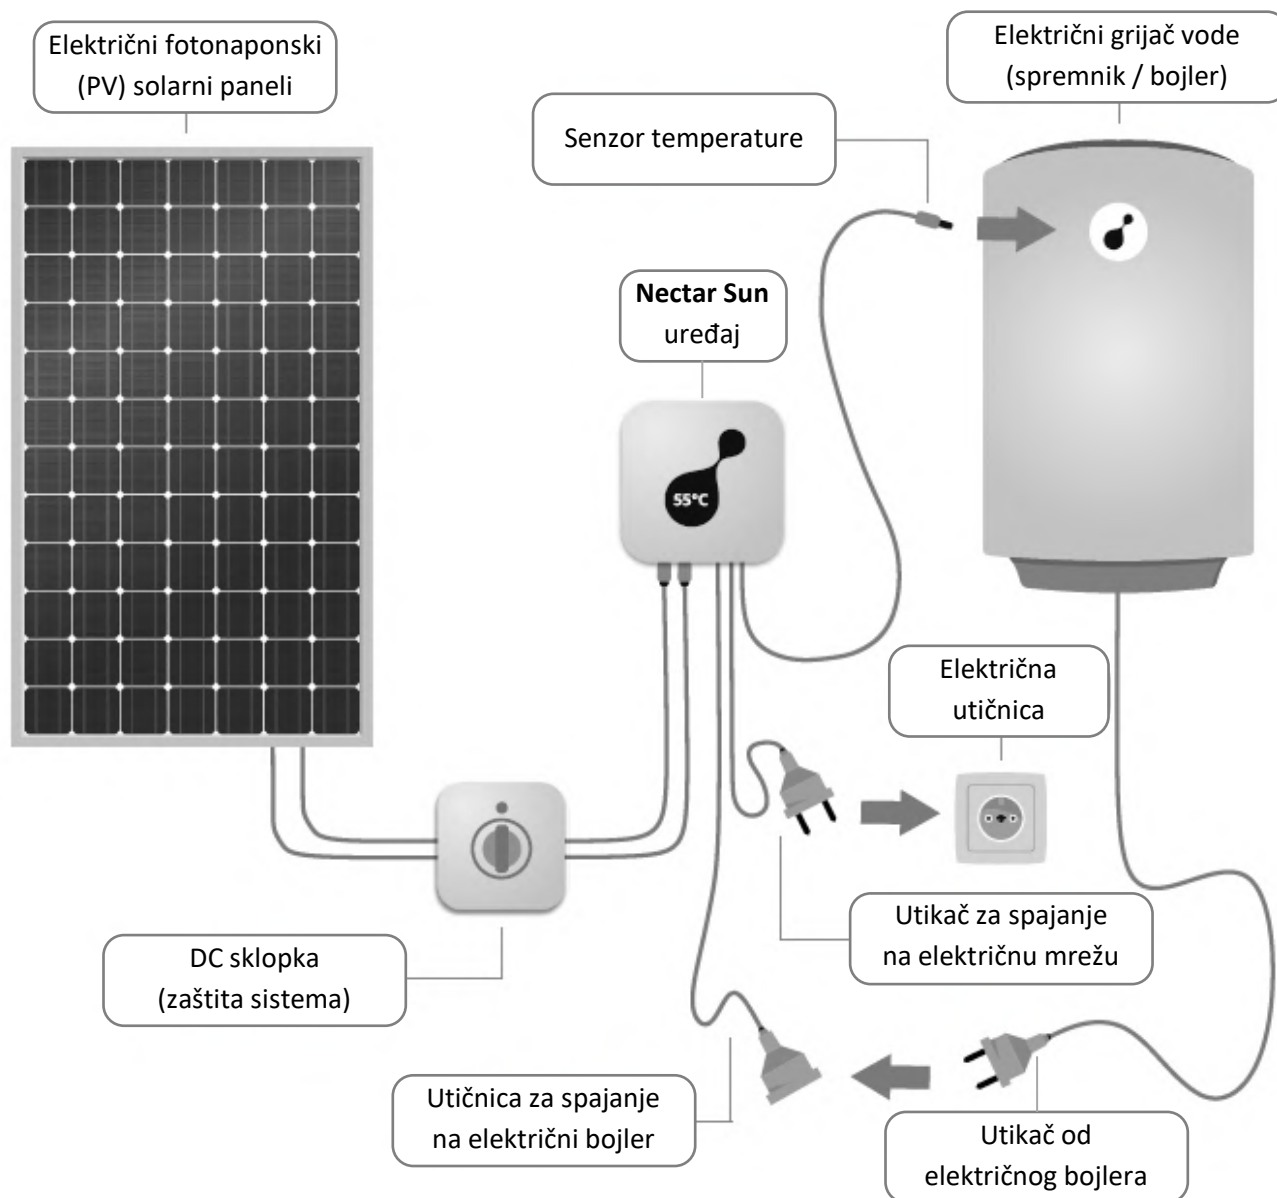 Električni fotonaponski
(PV) solarni paneli
Električni grijač vode
(spremnik / bojler)
Senzor temperature
Nectar Sun
uređaj
55°C
Električna
utičnica
Utikač za spajanje
na električnu mrežu
DC sklopka
(zaštita sistema)
Utičnica za spajanje
na električni bojler
Utikač od
električnog bojlera